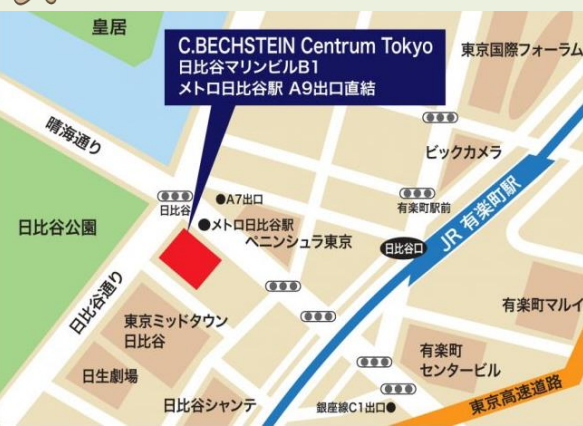 皇居
C.BECHSTEIN Centrum Tokyo
日比谷マリンビルB1
メトロ日比谷駅 A9出口直結
東京国際フォーラム
晴海通り
ビックカメラ
日比谷
●A7出口
有楽町駅前
日比谷公園
●メトロ日比谷駅
ペニンシュラ東京
日比谷口
JR 有楽町駅
日比谷通り
東京ミッドタウン
日比谷
有楽町マルイ
有楽町
センタービル
日生劇場
日比谷シャンテ
銀座線C1出口●
東京高速道路